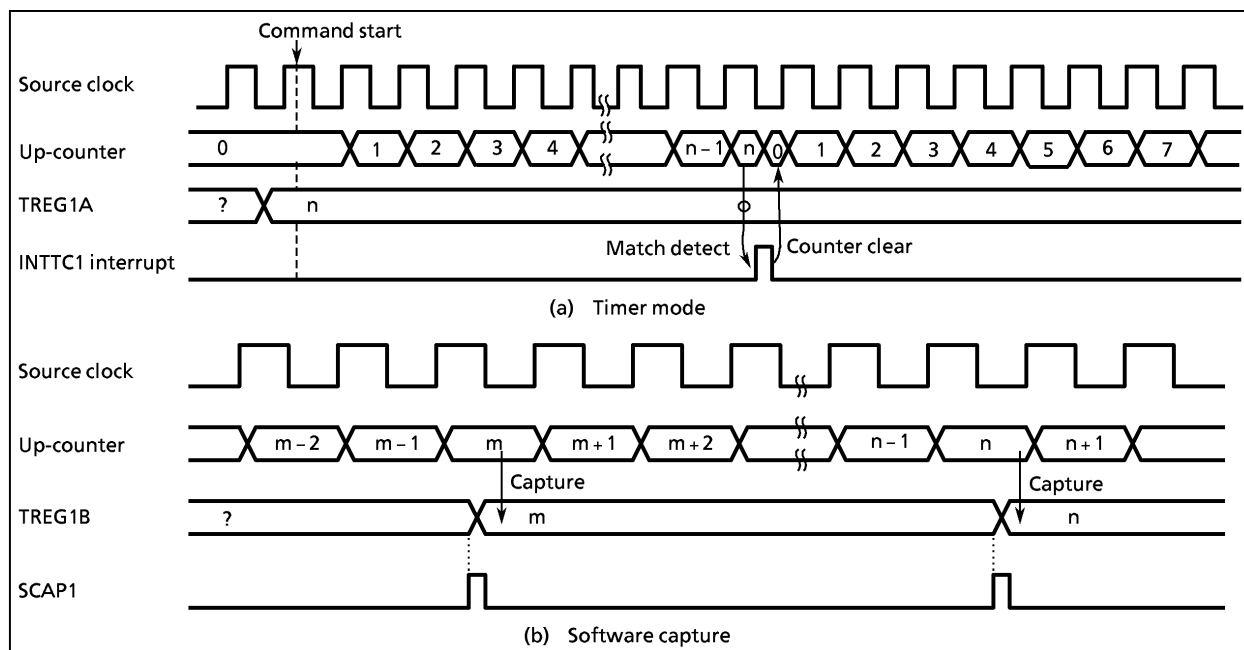 Command start
Source clock
Up-counter 0 1 2 3 4 n – 1 n 0 1 2 3 4 5 6 7
TREG1A ? n
Match detect Counter clear
INTTC1 interrupt
(a) Timer mode
Source clock
Up-counter m – 2 m – 1 m m + 1 m + 2 n – 1 n n + 1
Capture Capture
TREG1B ? m n
SCAP1
(b) Software capture